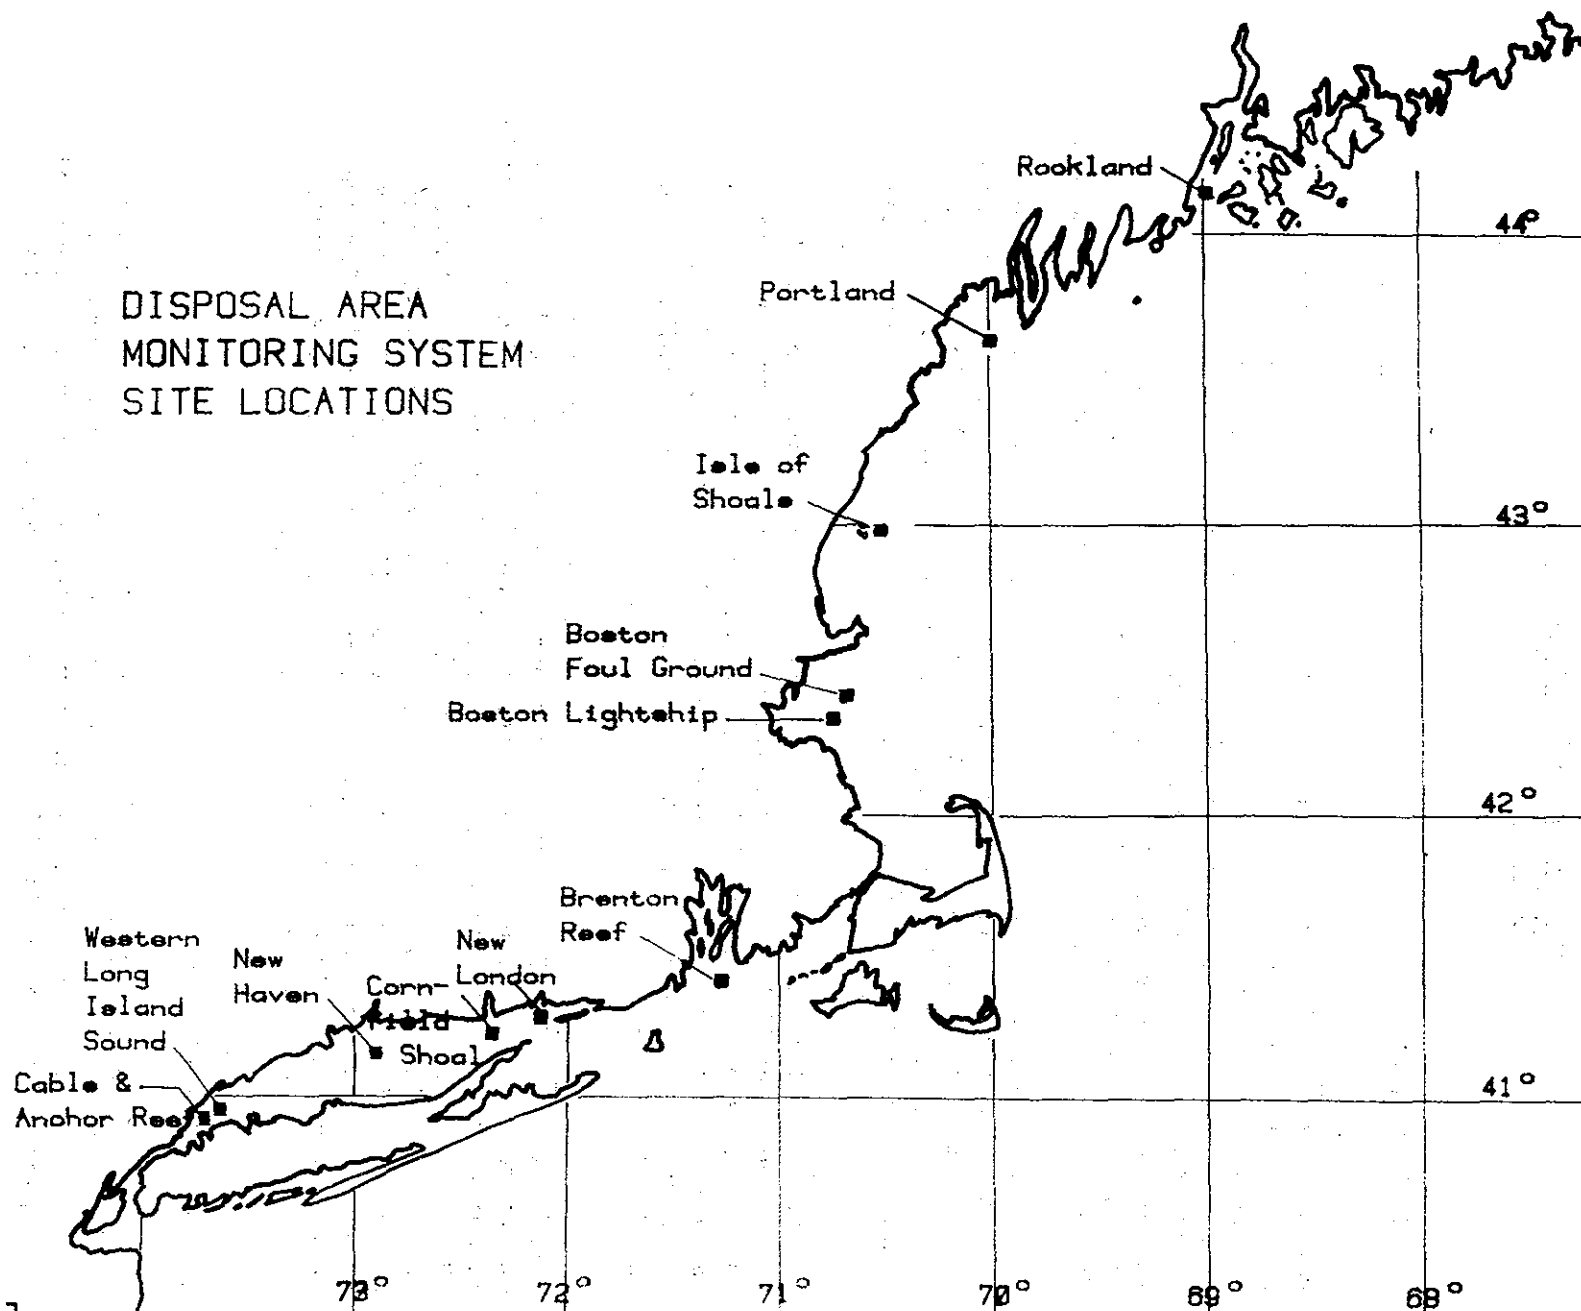 DISPOSAL AREA
MONITORING SYSTEM
SITE LOCATIONS
Rockland
44°
Portland
Isle of
Shoals
43°
Boston
Foul Ground
Boston Lightship
42°
Brenton
Reef
Western
Long
Island
Sound
New
Haven
Corn-
field
Shoal
New
London
Cable &
Anchor Reef
41°
73°
72°
71°
70°
69°
68°